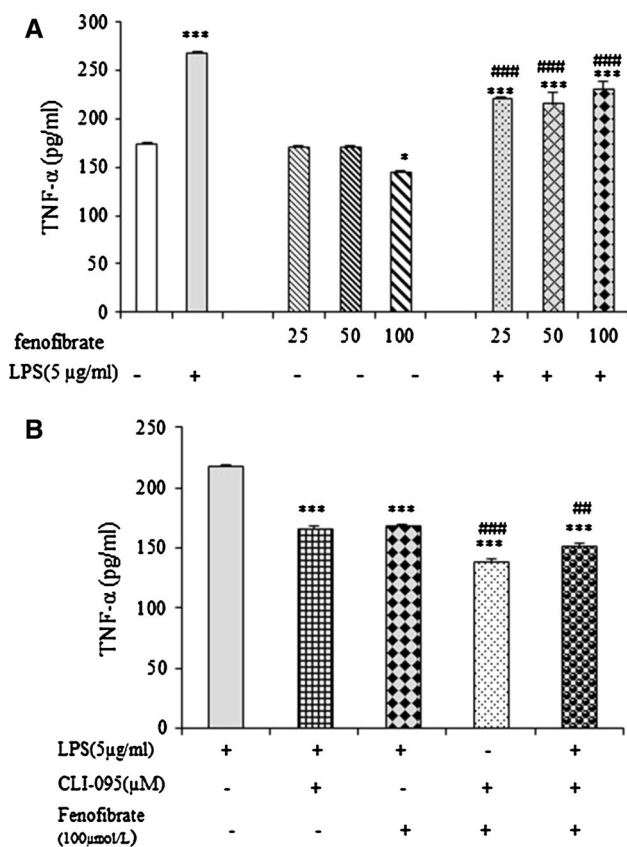 A
TNF-α (pg/ml)
300
250
200
150
100
50
0
***
*
### ### ###
*** *** ***
fenofibrate 25 50 100 25 50 100
LPS(5 µg/ml) - + - - - + + +
B
TNF-α (pg/ml)
250
200
150
100
50
0
*** *** ### ##
*** ***
LPS(5µg/ml) + + + - +
CLI-095(µM) - + - + +
Fenofibrate
(100µmol/L) - - + + +